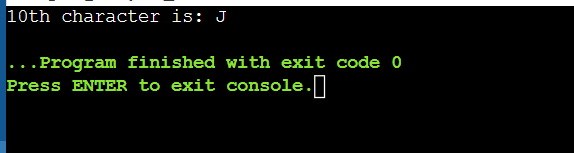 10th character is: J
...Program finished with exit code 0
Press ENTER to exit console.